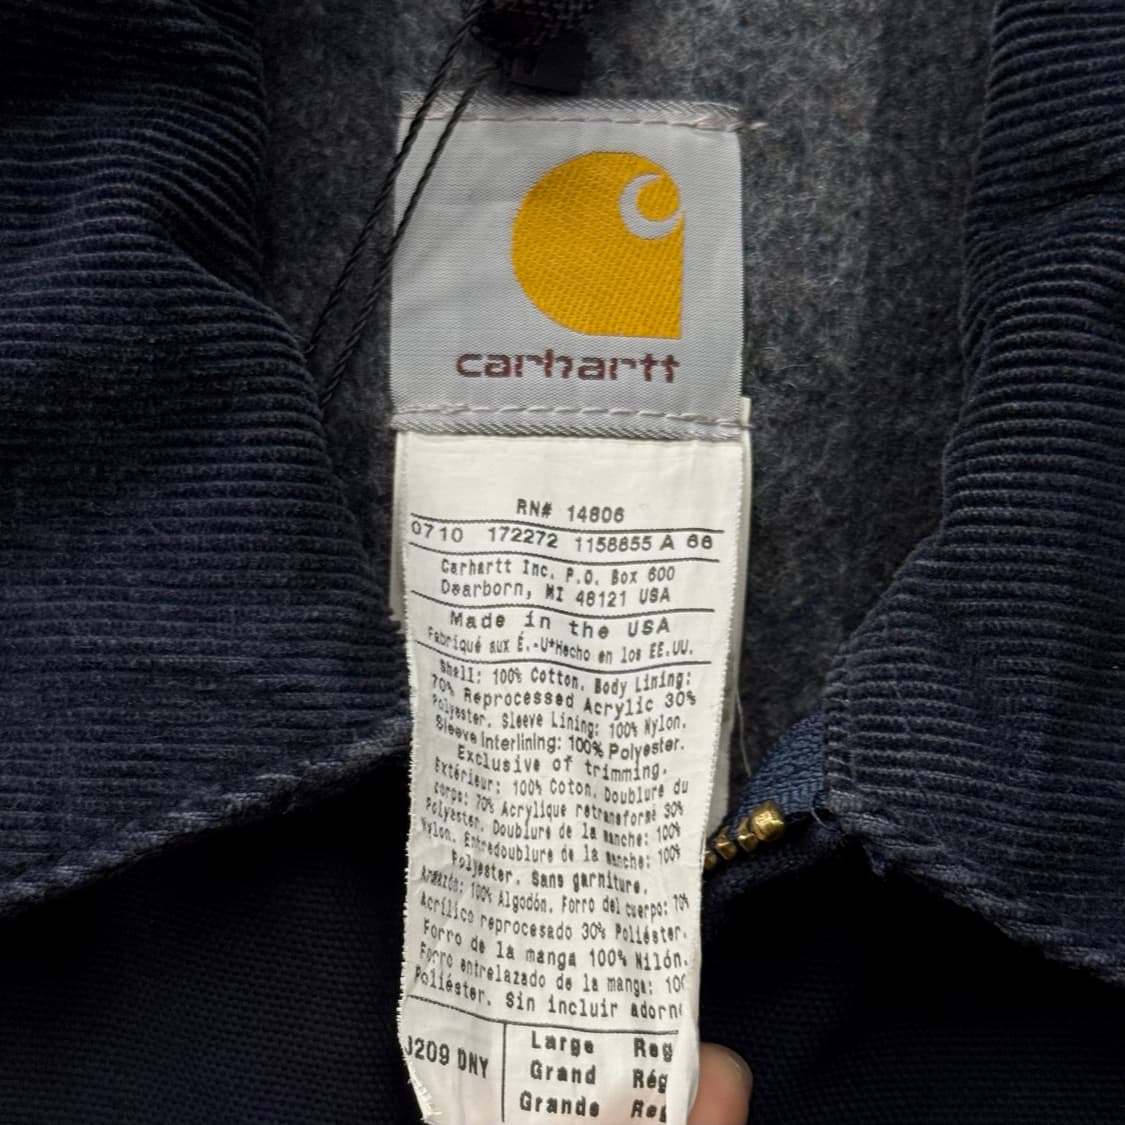 carhartt
RN# 14806
0710 172272 1158855 A 66
Carhartt Inc. P.O. Box 600
Dearborn, MI 48121 USA
Made in the USA
Fabriqué aux É.-U*Hecho en los EE.UU.
Shell: 100% Cotton. Body Lining:
70% Reprocessed Acrylic 30%
Polyester. Sleeve Lining: 100% Nylon.
Sleeve interlining: 100% Polyester.
Exclusive of trimming.
Extérieur: 100% Coton. Doublure du
corps: 70% Acrylique retransformé 30%
Polyester. Doublure de la manche: 100%
Nylon. Entredoublure de la manche: 100%
Polyester. Sans garniture.
Armazón: 100% Algodón. Forro del cuerpo: 70%
Acrílico reprocesado 30% Poliéster.
Forro de la manga 100% Nilón.
Forro entrelazado de la manga: 100
Poliéster. Sin incluir adorn
J209 DNY Large Reg
Grand Rég
Grande Reg